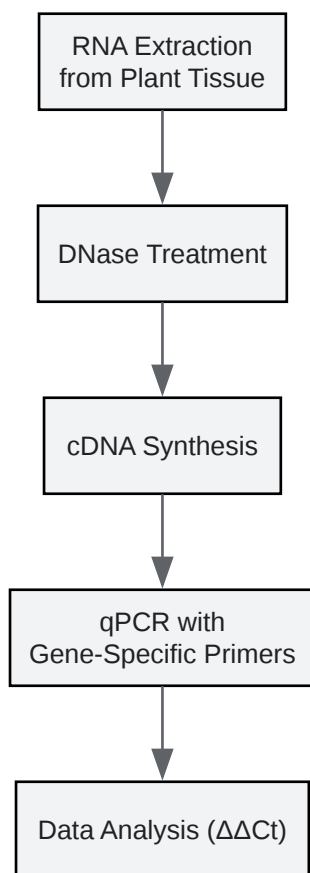 RNA Extraction
from Plant Tissue
DNase Treatment
cDNA Synthesis
qPCR with
Gene-Specific Primers
Data Analysis (ΔΔCt)